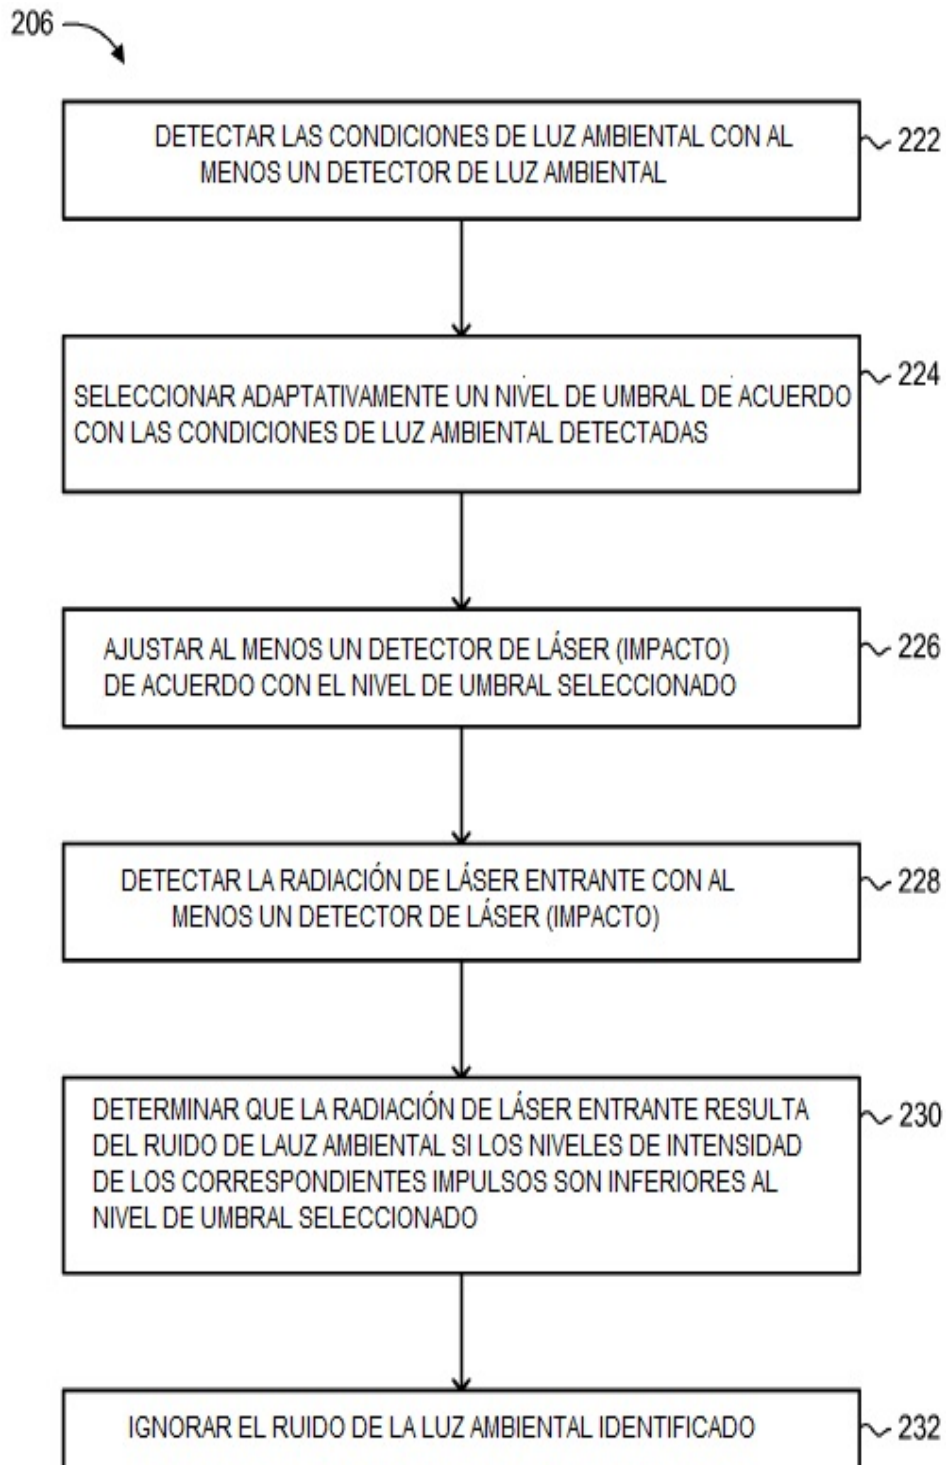 206
DETECTAR LAS CONDICIONES DE LUZ AMBIENTAL CON AL
MENOS UN DETECTOR DE LUZ AMBIENTAL
222
SELECCIONAR ADAPTATIVAMENTE UN NIVEL DE UMBRAL DE ACUERDO
CON LAS CONDICIONES DE LUZ AMBIENTAL DETECTADAS
224
AJUSTAR AL MENOS UN DETECTOR DE LÁSER (IMPACTO)
DE ACUERDO CON EL NIVEL DE UMBRAL SELECCIONADO
226
DETECTAR LA RADIACIÓN DE LÁSER ENTRANTE CON AL
MENOS UN DETECTOR DE LÁSER (IMPACTO)
228
DETERMINAR QUE LA RADIACIÓN DE LÁSER ENTRANTE RESULTA
DEL RUIDO DE LAUZ AMBIENTAL SI LOS NIVELES DE INTENSIDAD
DE LOS CORRESPONDIENTES IMPULSOS SON INFERIORES AL
NIVEL DE UMBRAL SELECCIONADO
230
IGNORAR EL RUIDO DE LA LUZ AMBIENTAL IDENTIFICADO
232